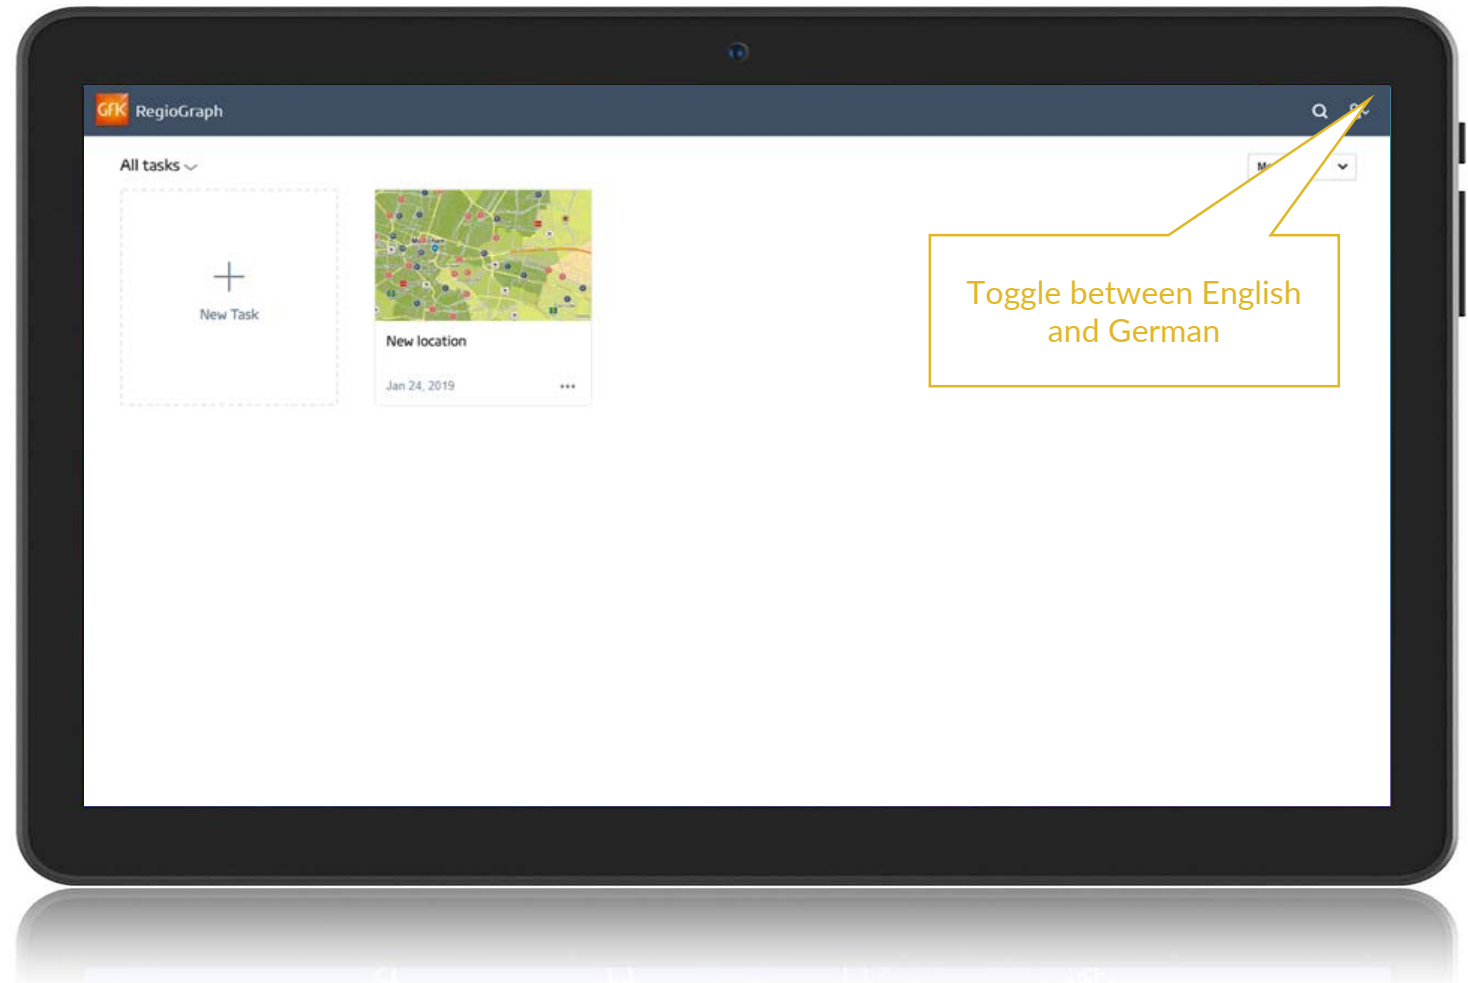 GfK RegioGraph
All tasks
New Task
New location
Jan 24, 2019
Toggle between English
and German